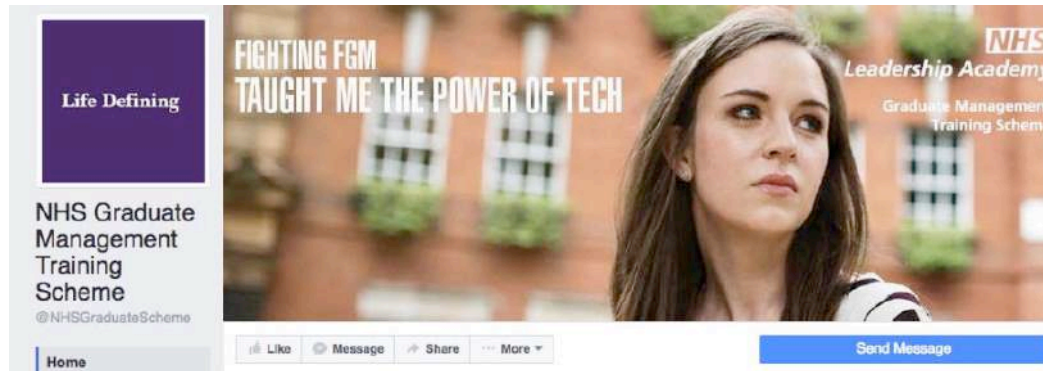 Life Defining
NHS Graduate
Management
Training
Scheme
@NHSGraduateScheme
Home
FIGHTING FGM
TAUGHT ME THE POWER OF TECH
NHS
Leadership Academy
Graduate Management
Training Scheme
Like
Message
Share
More
Send Message